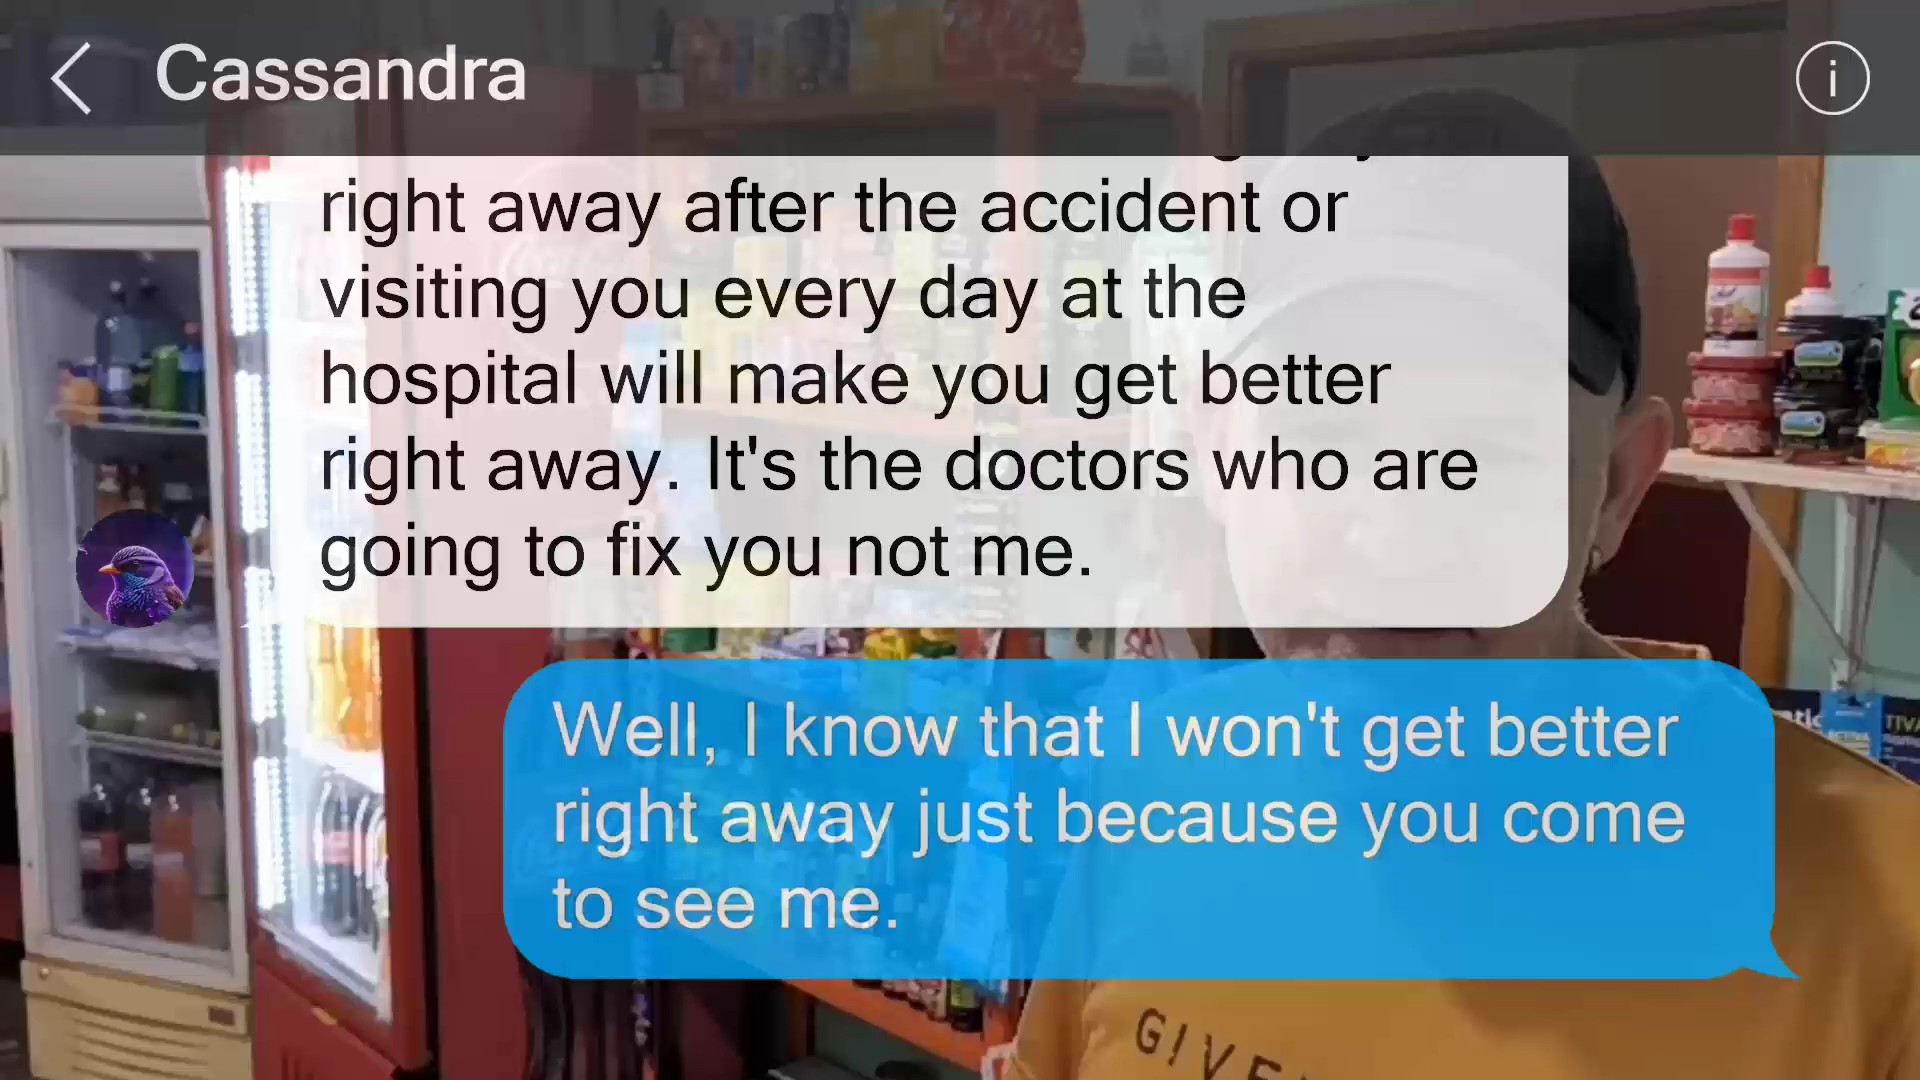 Cassandra
right away after the accident or
visiting you every day at the
hospital will make you get better
right away. It's the doctors who are
going to fix you not me.
Well, I know that I won't get better
right away just because you come
to see me.
GIVE